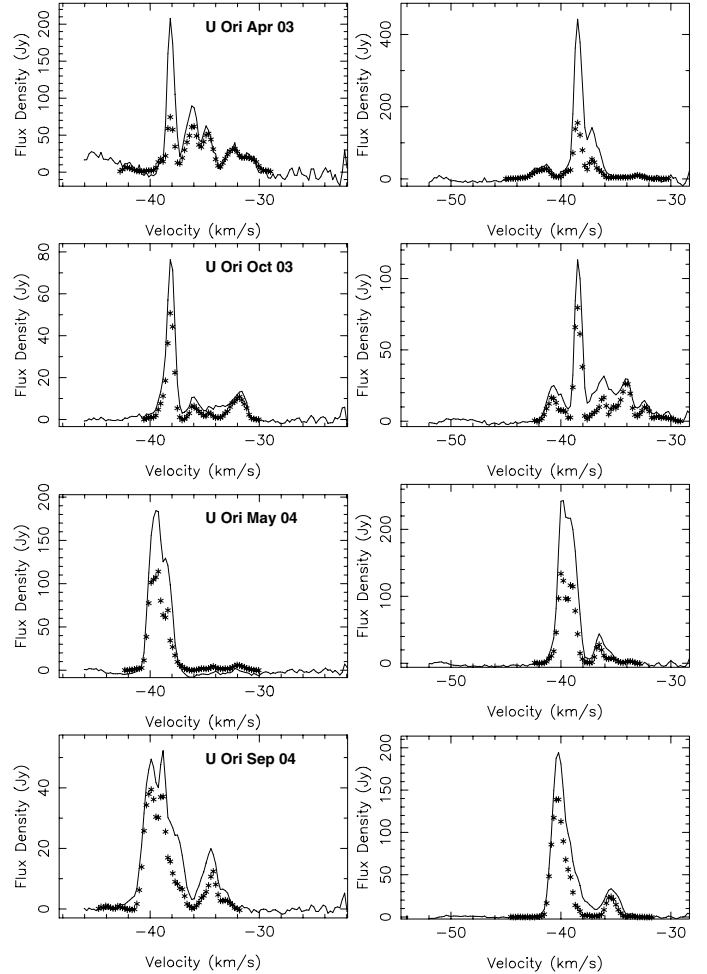 U Ori Apr 03
Flux Density (Jy)
0 50 100 150 200
−40 −30
Velocity (km/s)
Flux Density (Jy)
0 200 400
−50 −40 −30
Velocity (km/s)
U Ori Oct 03
Flux Density (Jy)
0 20 40 60 80
−40 −30
Velocity (km/s)
Flux Density (Jy)
0 50 100
−50 −40 −30
Velocity (km/s)
U Ori May 04
Flux Density (Jy)
0 50 100 150 200
−40 −30
Velocity (km/s)
Flux Density (Jy)
0 100 200
−50 −40 −30
Velocity (km/s)
U Ori Sep 04
Flux Density (Jy)
0 20 40
−40 −30
Velocity (km/s)
Flux Density (Jy)
0 50 100 150 200
−50 −40 −30
Velocity (km/s)